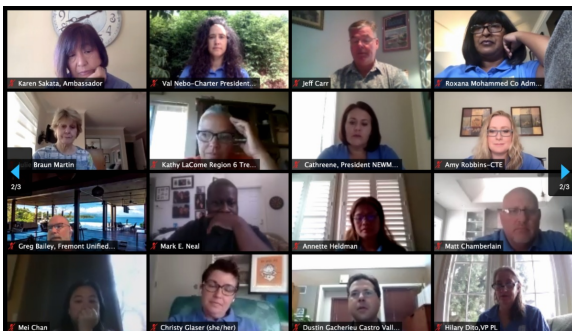 Karen Sakata, Ambassador
Val Nebo-Charter President...
Jeff Carr
Roxana Mohammed Co Adm...
Braun Martin
Kathy LaCome Region 6 Tre...
Cathreene, President NEWM...
Amy Robbins-CTE
2/3
2/3
Greg Bailey, Fremont Unified...
Mark E. Neal
Annette Heldman
Matt Chamberlain
Mei Chan
Christy Glaser (she/her)
Dustin Gacherieu Castro Vall...
Hilary Dito,VP PL